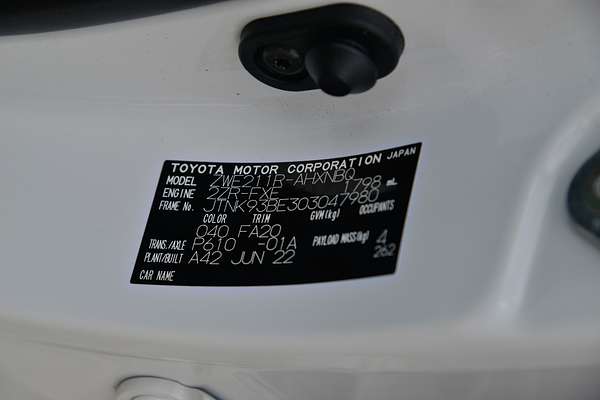 TOYOTA MOTOR CORPORATION JAPAN
MODEL ZWE211R-AHXNBQ
ENGINE 2ZR-FXE 1798 mL
FRAME No. JTNK93BE303047980
COLOR TRIM GVM(kg) OCCUPANTS
040 FA20 4
TRANS./AXLE P610 -01A PAYLOAD MASS(kg) 262
PLANT/BUILT A42 JUN 22
CAR NAME